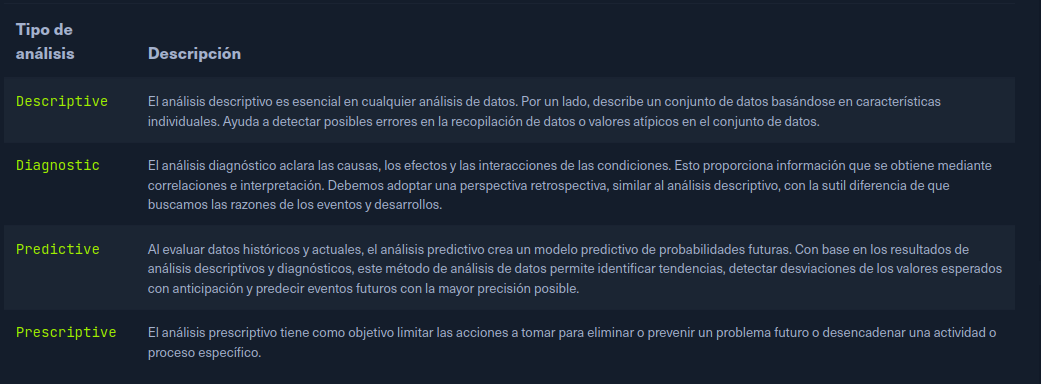 Tipo de
análisis
Descripción
Descriptive
El análisis descriptivo es esencial en cualquier análisis de datos. Por un lado, describe un conjunto de datos basándose en características
individuales. Ayuda a detectar posibles errores en la recopilación de datos o valores atípicos en el conjunto de datos.
Diagnostic
El análisis diagnóstico aclara las causas, los efectos y las interacciones de las condiciones. Esto proporciona información que se obtiene mediante
correlaciones e interpretación. Debemos adoptar una perspectiva retrospectiva, similar al análisis descriptivo, con la sutil diferencia de que
buscamos las razones de los eventos y desarrollos.
Predictive
Al evaluar datos históricos y actuales, el análisis predictivo crea un modelo predictivo de probabilidades futuras. Con base en los resultados de
análisis descriptivos y diagnósticos, este método de análisis de datos permite identificar tendencias, detectar desviaciones de los valores esperados
con anticipación y predecir eventos futuros con la mayor precisión posible.
Prescriptive
El análisis prescriptivo tiene como objetivo limitar las acciones a tomar para eliminar o prevenir un problema futuro o desencadenar una actividad o
proceso específico.